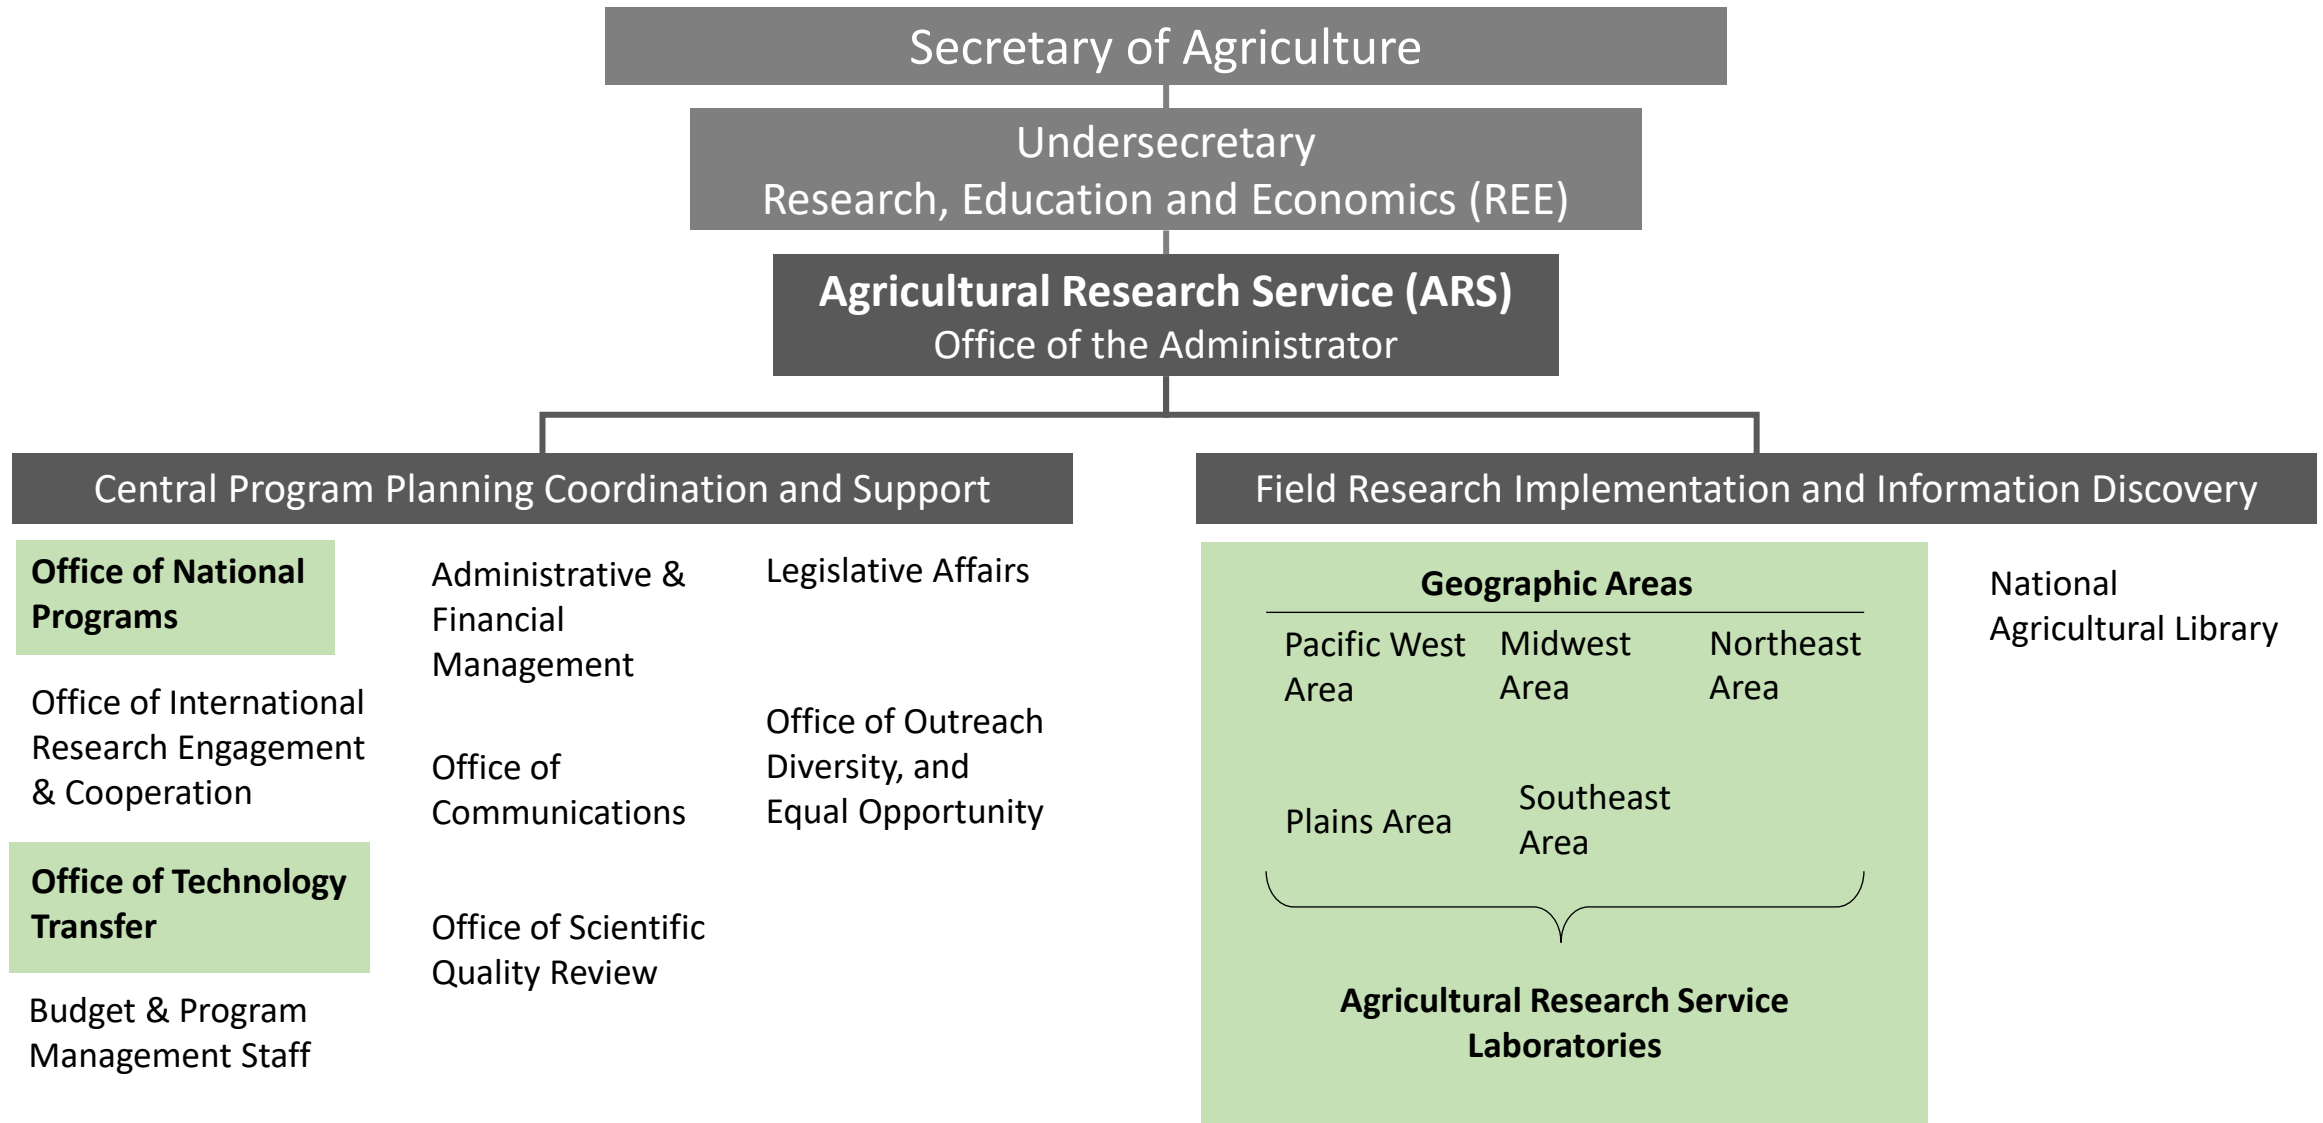 Secretary of Agriculture
Undersecretary
Research, Education and Economics (REE)
Agricultural Research Service (ARS)
Office of the Administrator
Central Program Planning Coordination and Support
Office of National
Programs
Office of International
Research Engagement
& Cooperation
Office of Technology
Transfer
Budget & Program
Management Staff
Administrative &
Financial
Management
Office of
Communications
Office of Scientific
Quality Review
Legislative Affairs
Office of Outreach
Diversity, and
Equal Opportunity
Field Research Implementation and Information Discovery
Geographic Areas
Pacific West
Area
Midwest
Area
Northeast
Area
Plains Area
Southeast
Area
Agricultural Research Service
Laboratories
National
Agricultural Library